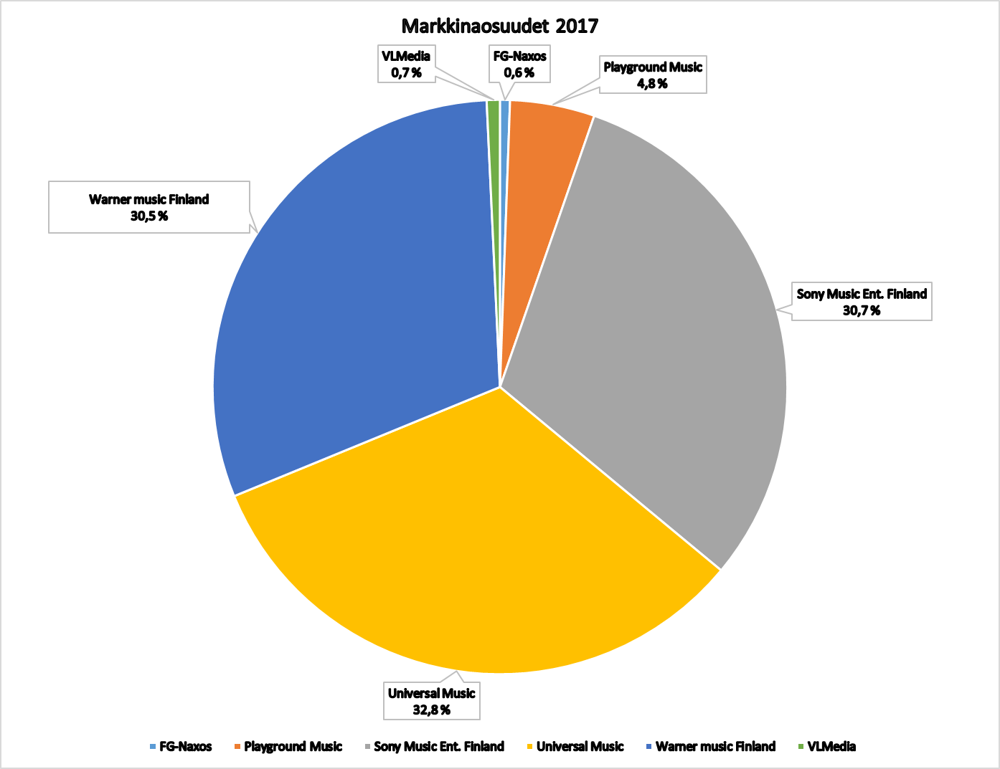 Markkinaosuudet 2017
VLMedia
0,7 %
FG-Naxos
0,6 %
Playground Music
4,8 %
Warner music Finland
30,5 %
Sony Music Ent. Finland
30,7 %
Universal Music
32,8 %
FG-Naxos
Playground Music
Sony Music Ent. Finland
Universal Music
Warner music Finland
VLMedia